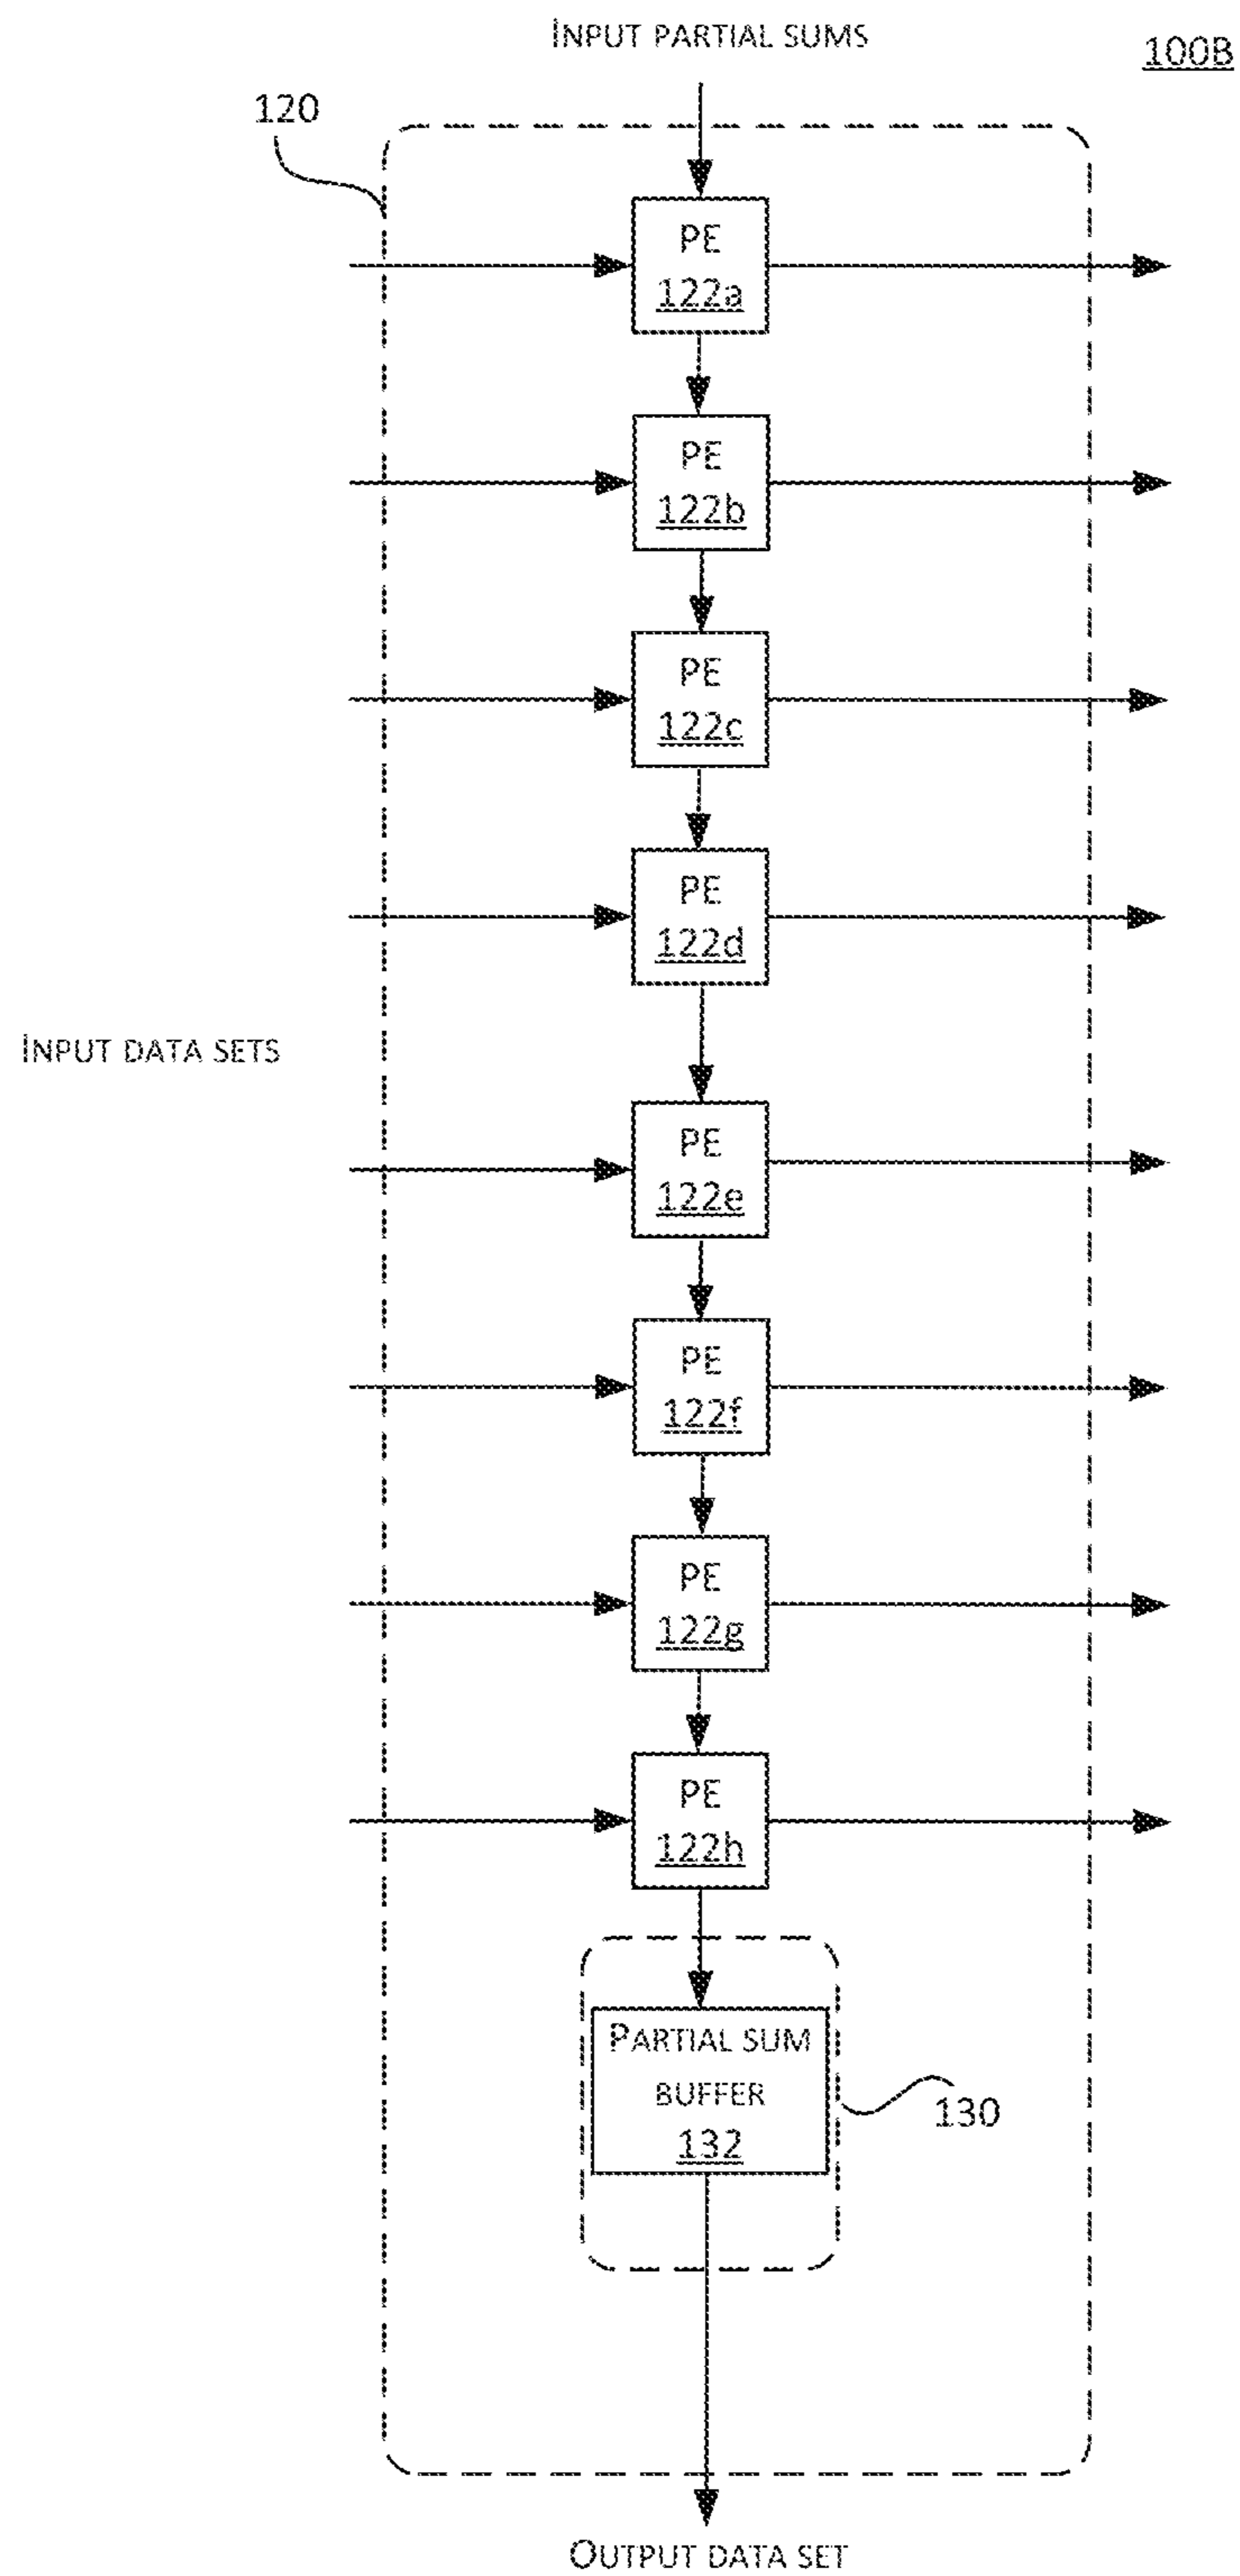 INPUT PARTIAL SUMS
100B
120
PE
122a
PE
122b
PE
122c
PE
122d
INPUT DATA SETS
PE
122e
PE
122f
PE
122g
PE
122h
PARTIAL SUM
BUFFER
132
130
OUTPUT DATA SET